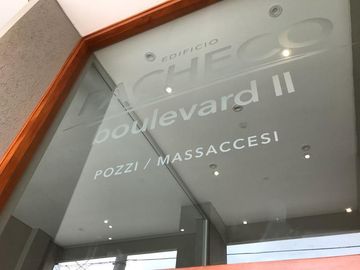 EDIFICIO
PACHECO
boulevard II
POZZI / MASSACCESI